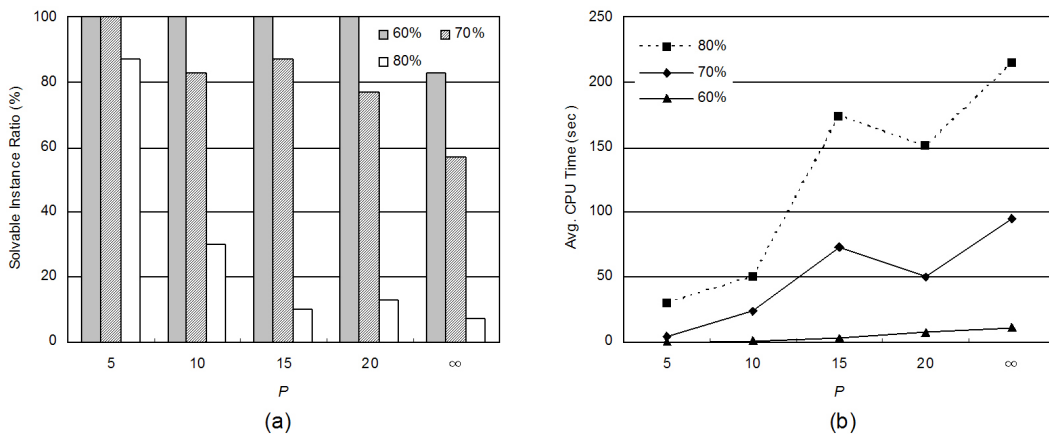 100
80
60
40
20
0
Solvable Instance Ratio (%)
60% 70%
80%
5 10 15 20 ∞
P
(a)
250
200
150
100
50
0
Avg. CPU Time (sec)
80%
70%
60%
5 10 15 20 ∞
P
(b)